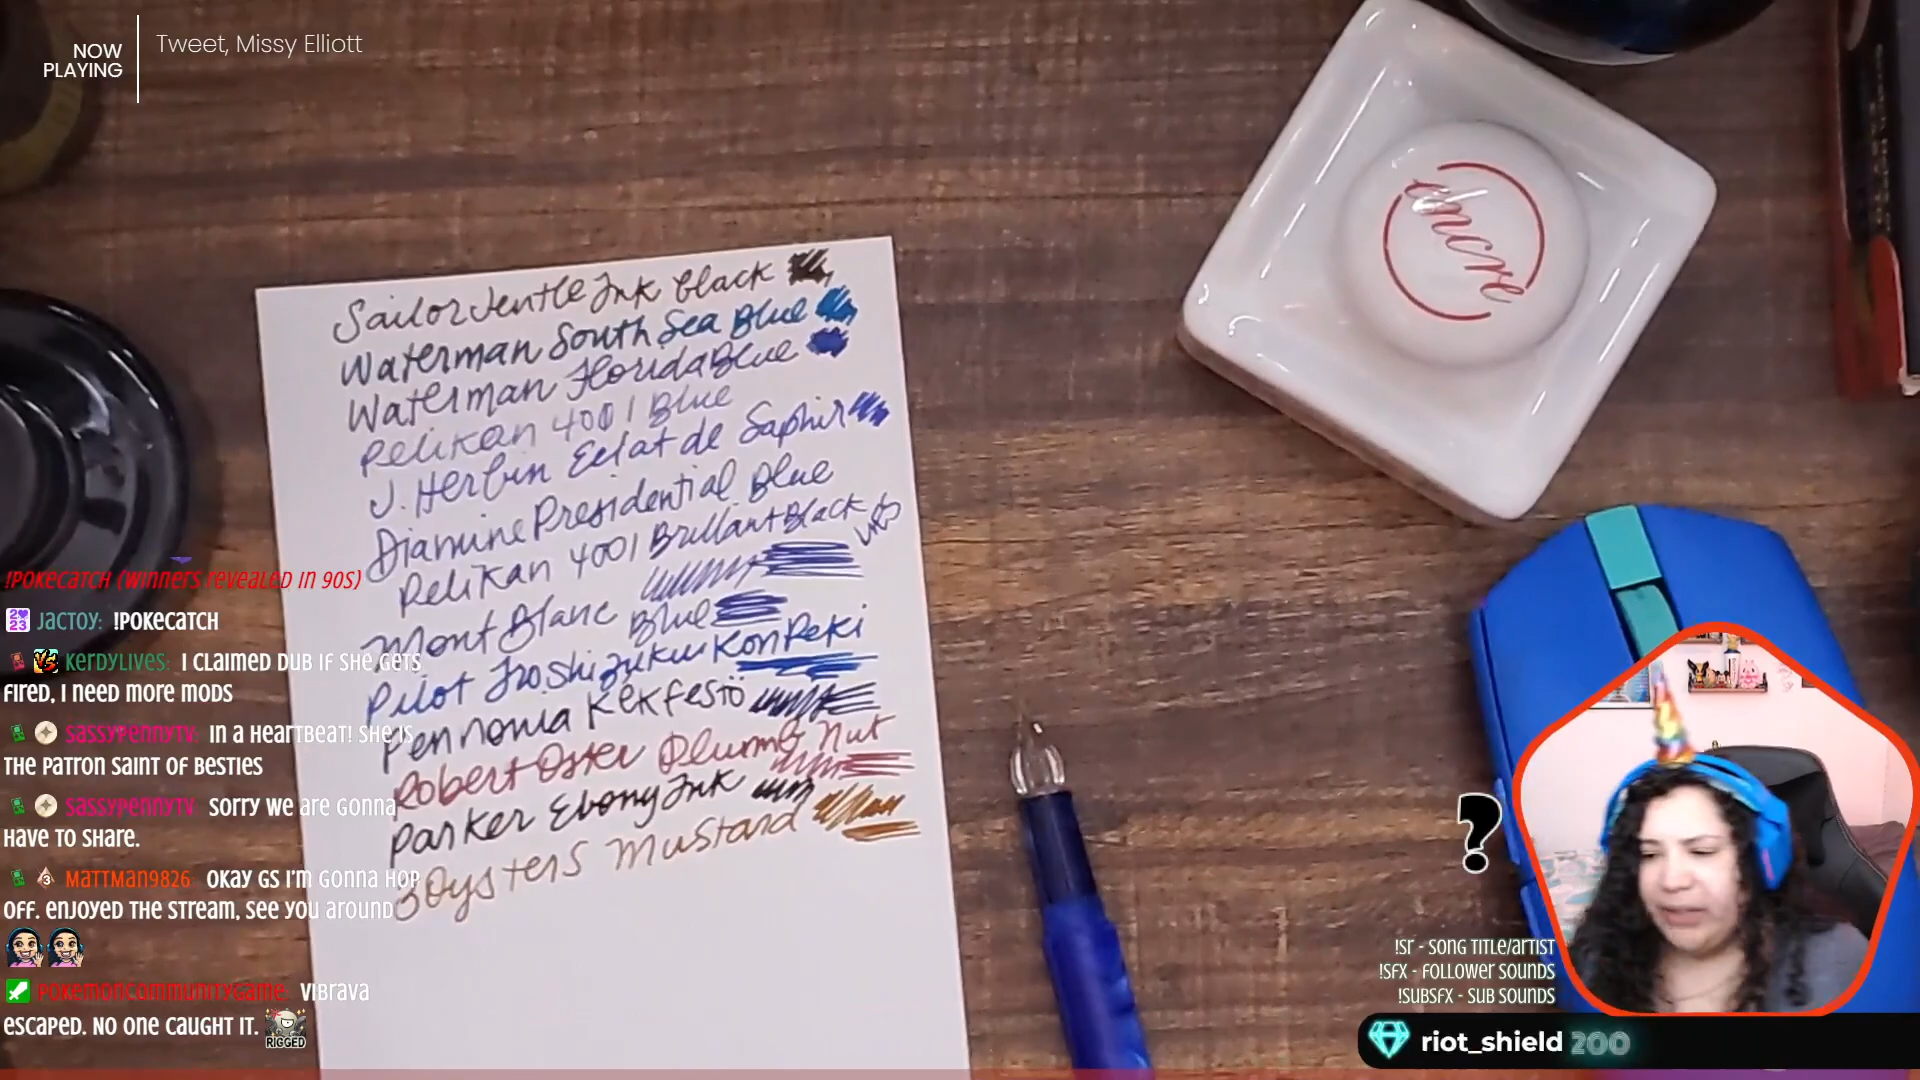 NOW
PLAYING
Tweet, Missy Elliott
encre
Sailor Jentle Ink Black
Waterman South Sea Blue
Waterman Florida Blue
Pelikan 4001 Blue
J. Herbin Eclat de Saphir
Diamine Presidential Blue
Pelikan 4001 Brillant Black
Mont Blanc
Blue
Pilot Iroshizuku Kon Peki
Pennonia Kékfestő
Robert Oster Plumb Nut
Parker Ebony Ink
3 Oysters Mustard
!POKECATCH (WINNERS REVEALED IN 90S)
JACTOY: !POKECATCH
KERDYLIVES: I CLAIMED DUB IF SHE GETS
FIRED, I NEED MORE MODS
SASSYPENNYTV: IN A HEARTBEAT! SHE IS
THE PATRON SAINT OF BESTIES
SASSYPENNYTV: SORRY WE ARE GONNA
HAVE TO SHARE.
MATTMAN9826: OKAY GS I'M GONNA HOP
OFF. ENJOYED THE STREAM, SEE YOU AROUND
POKEMONCOMMUNITYGAME: VIBRAVA
ESCAPED. NO ONE CAUGHT IT.
RIGGED
?
!SR - SONG TITLE/ARTIST
!SFX - FOLLOWER SOUNDS
!SUBSFX - SUB SOUNDS
riot_shield 200